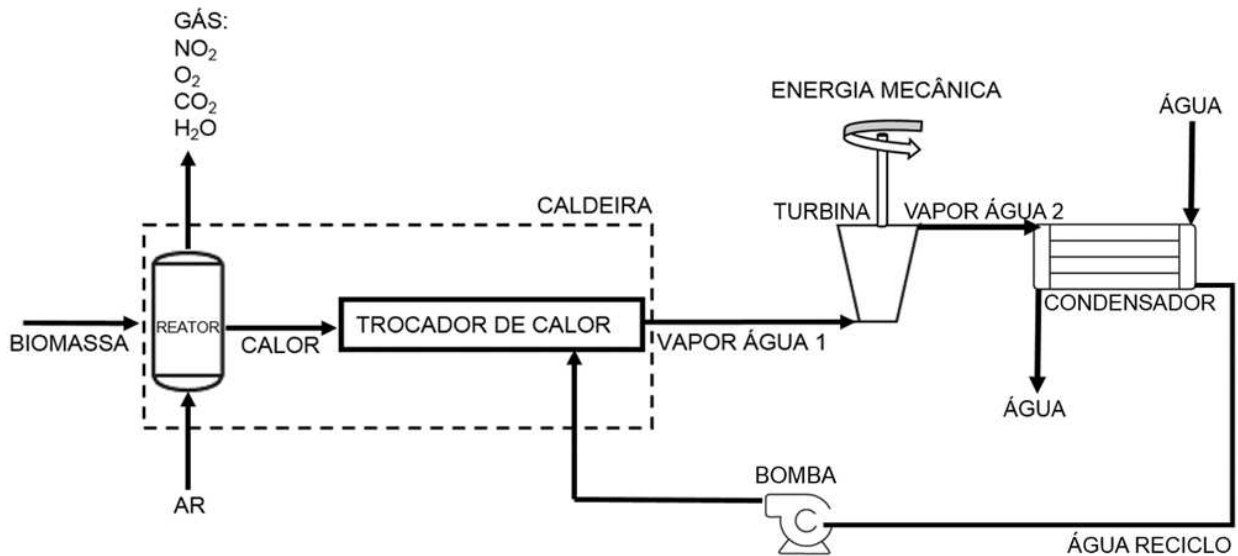 GÁS:
NO₂
O₂
CO₂
H₂O
ENERGIA MECÂNICA
ÁGUA
CALDEIRA
TURBINA
VAPOR ÁGUA 2
REATOR
TROCADOR DE CALOR
CONDENSADOR
BIOMASSA
CALOR
VAPOR ÁGUA 1
ÁGUA
BOMBA
AR
ÁGUA RECICLO